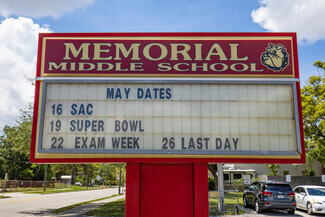 MEMORIAL
MIDDLE SCHOOL
MAY DATES
16 SAC
19 SUPER BOWL
22 EXAM WEEK 26 LAST DAY